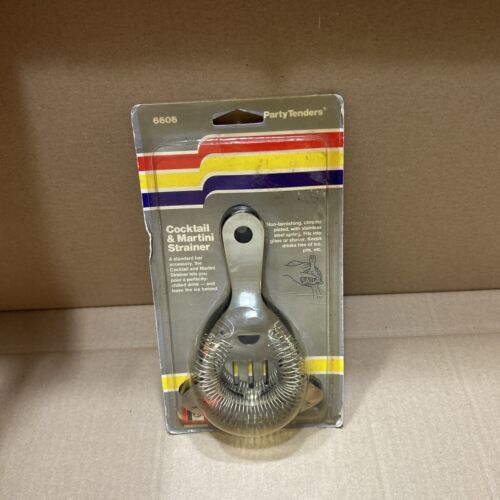 6606
PartyTenders®
Cocktail
& Martini
Strainer
A standard bar
accessory, the
Cocktail and Martini
Strainer lets you
pour a perfectly-
chilled drink — and
leave the ice behind.
Non-tarnishing, chrome
plated, with stainless
steel spring. Fits into
glass or shaker. Keeps
drinks free of ice,
pits, etc.